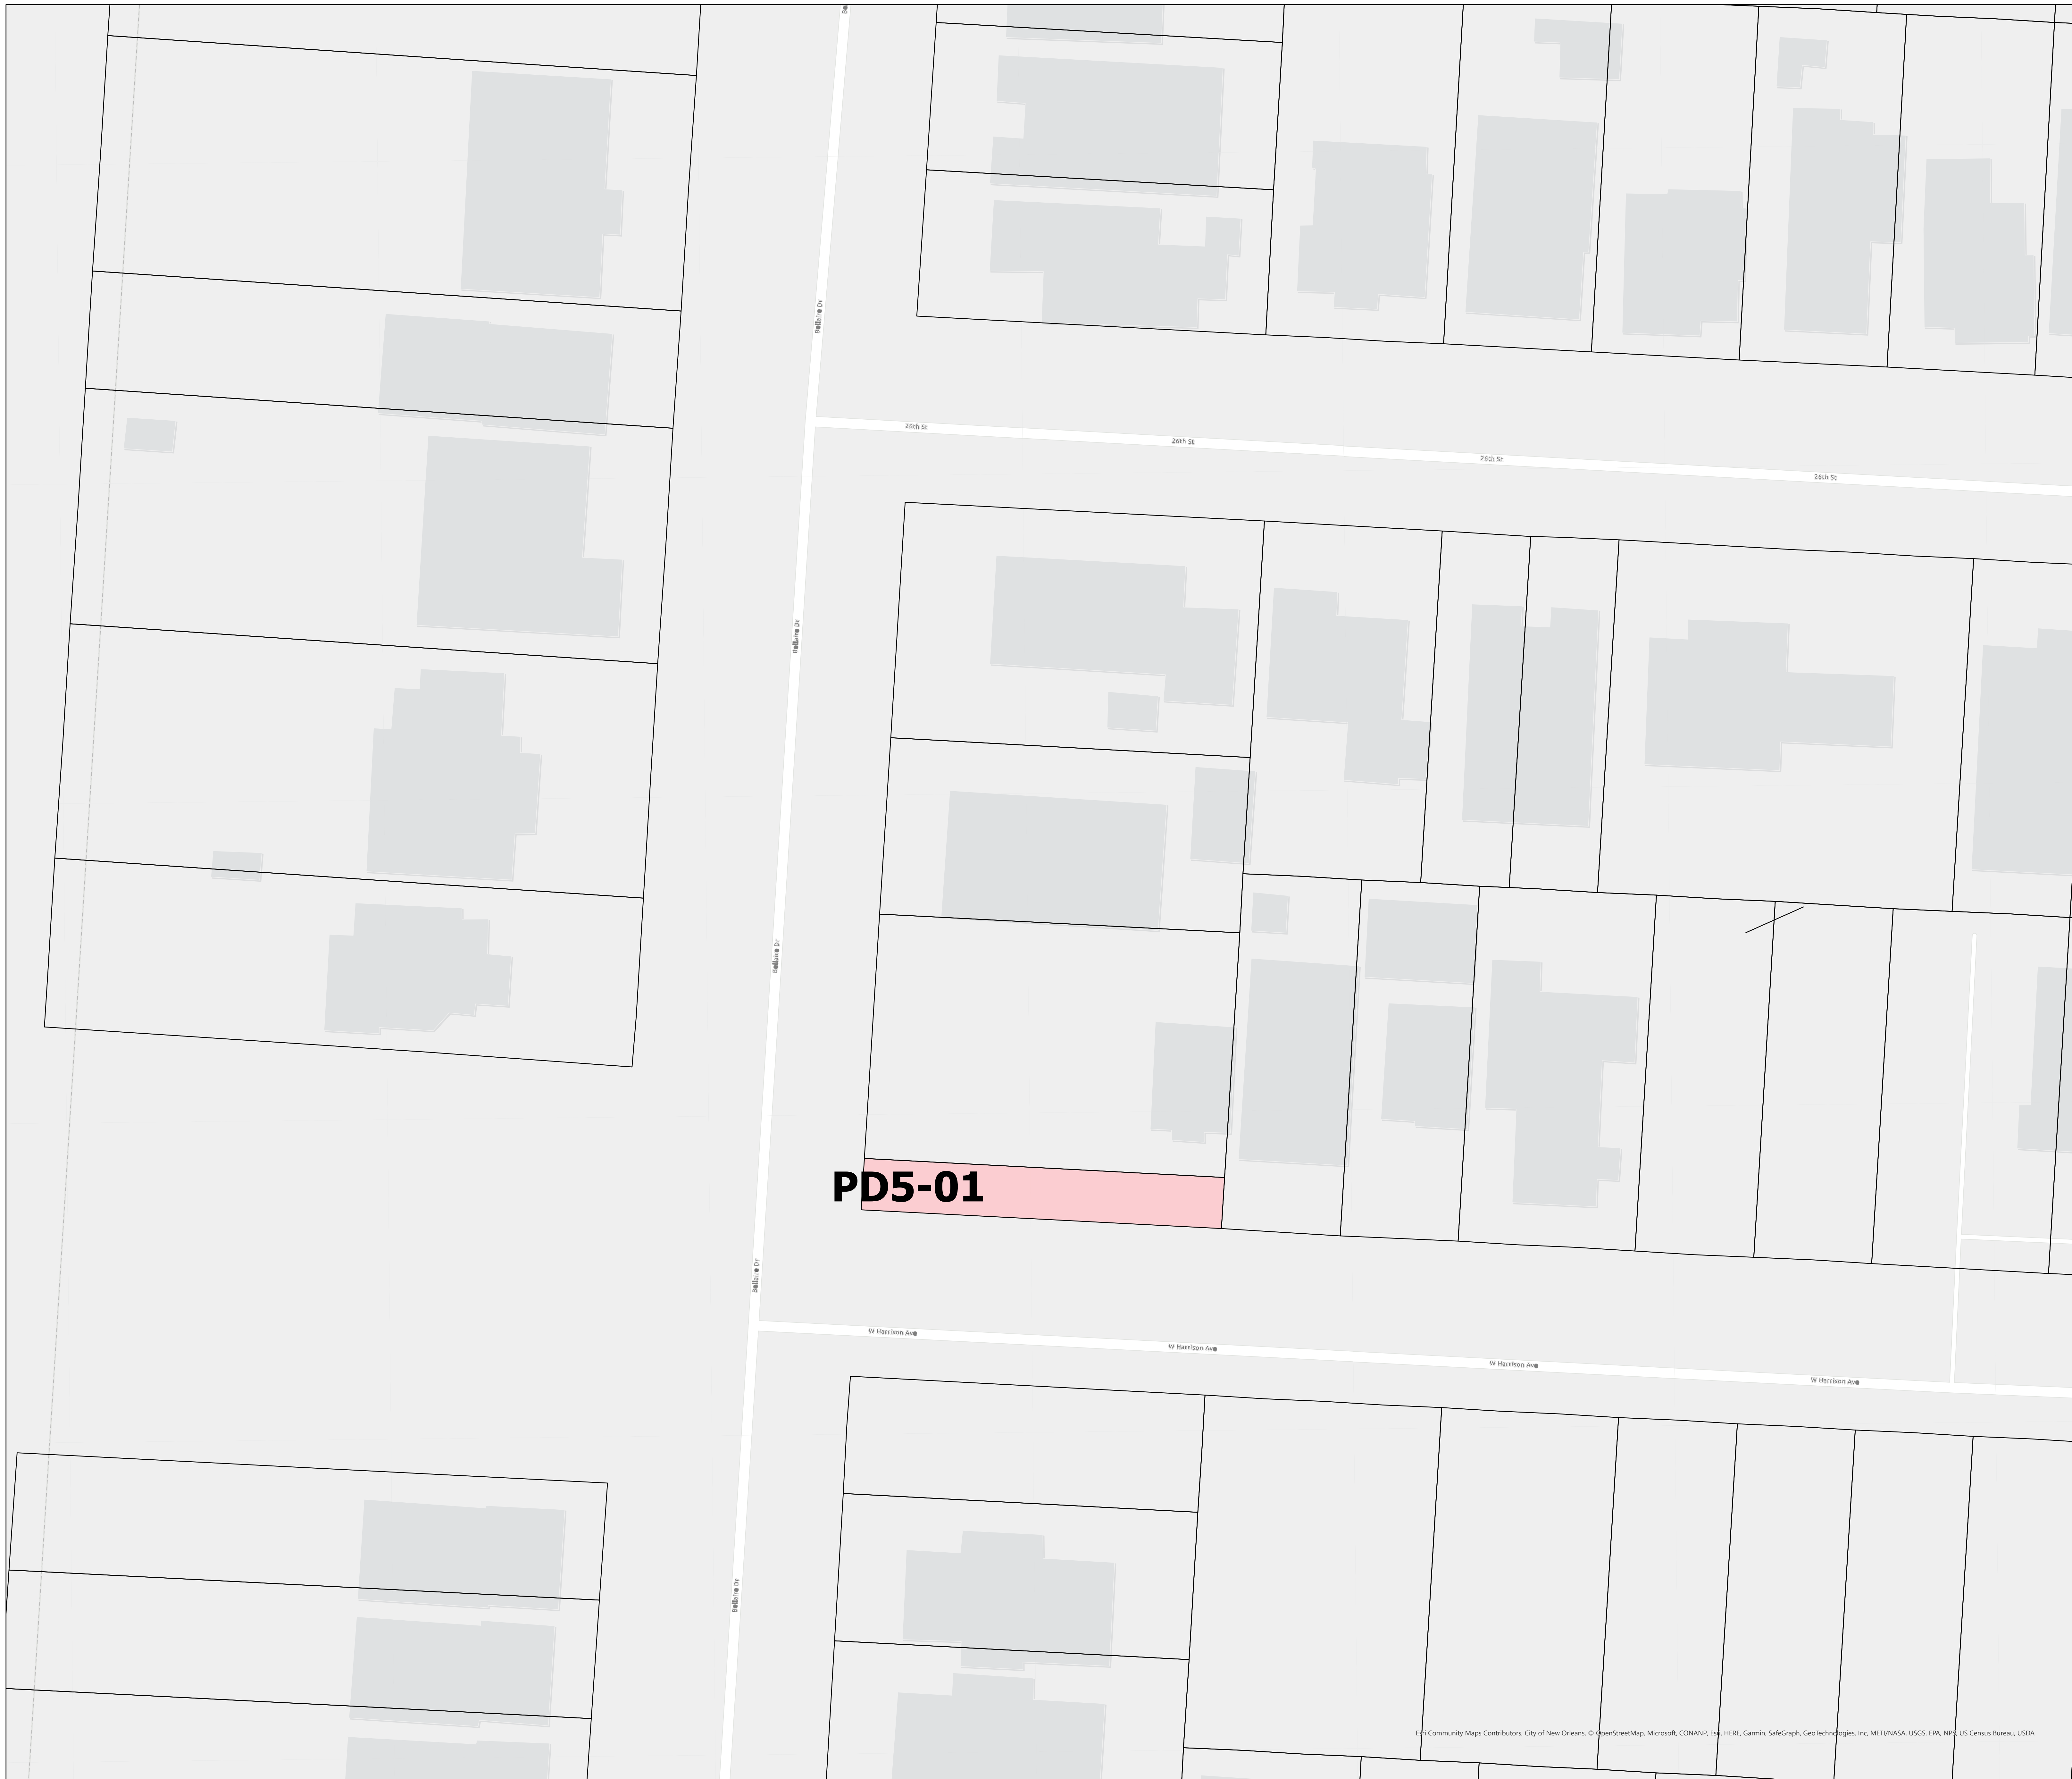 Bellaire Dr
26th St
26th St
26th St
26th St
Bellaire Dr
Bellaire Dr
PD5-01
Bellaire Dr
W Harrison Ave
W Harrison Ave
W Harrison Ave
W Harrison Ave
Bellaire Dr
Esri Community Maps Contributors, City of New Orleans, © OpenStreetMap, Microsoft, CONANP, Esri, HERE, Garmin, SafeGraph, GeoTechnologies, Inc, METI/NASA, USGS, EPA, NPS, US Census Bureau, USDA